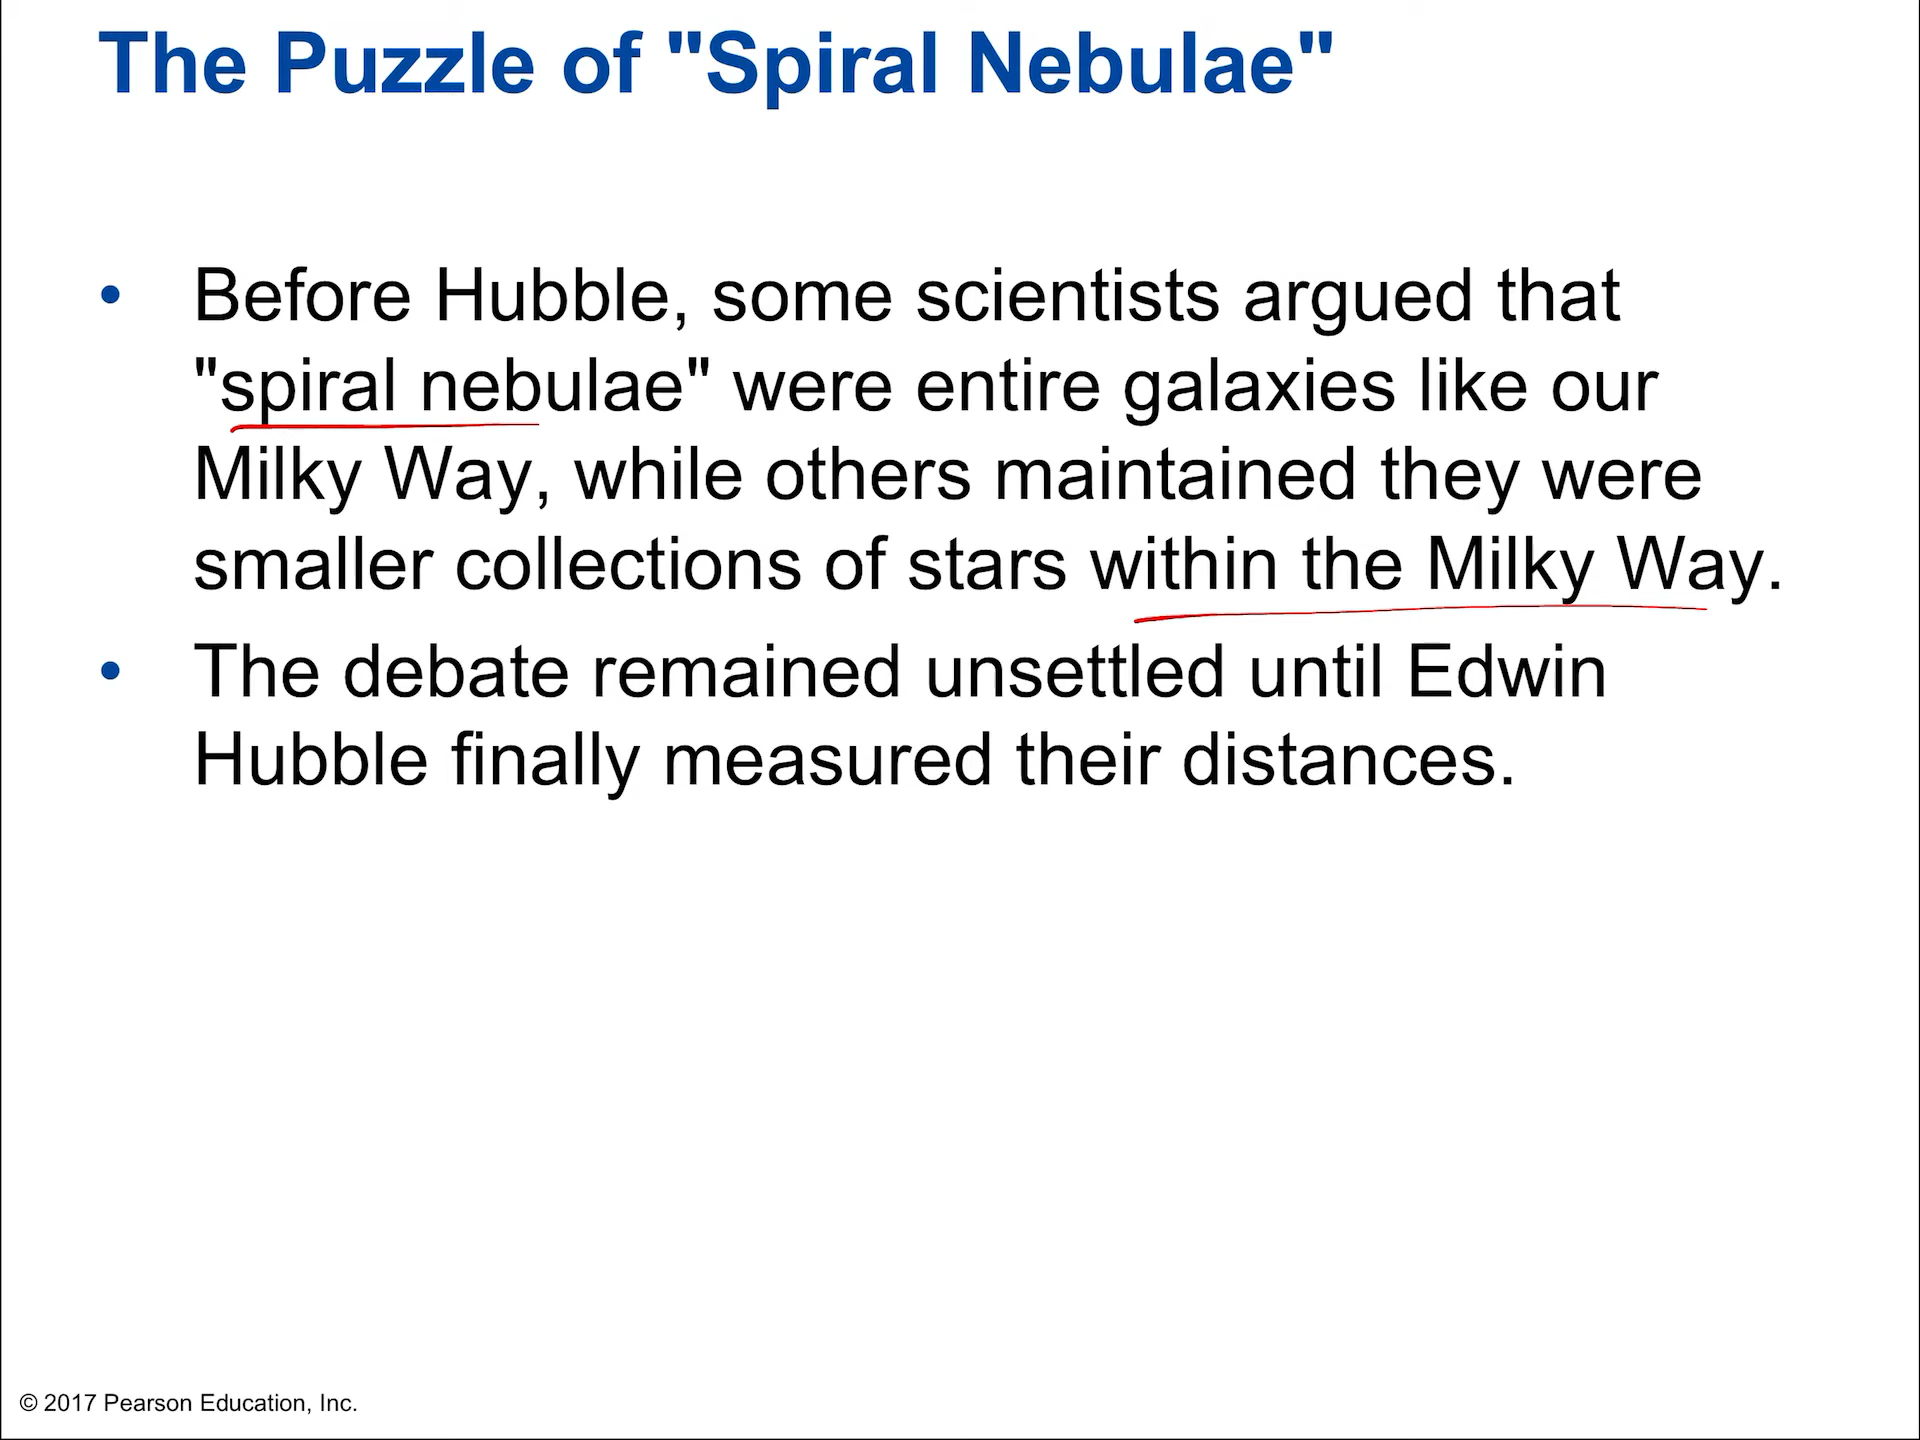 The Puzzle of "Spiral Nebulae"
• Before Hubble, some scientists argued that
"spiral nebulae" were entire galaxies like our
Milky Way, while others maintained they were
smaller collections of stars within the Milky Way.
• The debate remained unsettled until Edwin
Hubble finally measured their distances.
© 2017 Pearson Education, Inc.